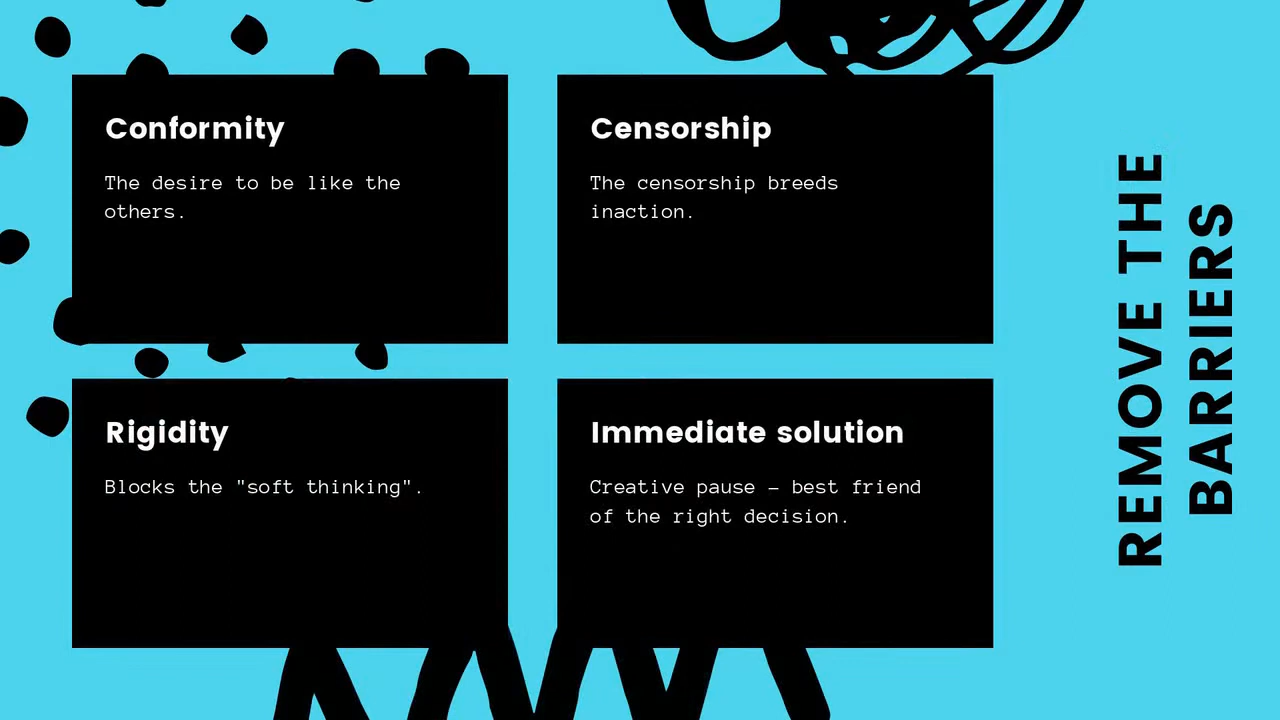 Conformity
The desire to be like the
others.
Censorship
The censorship breeds
inaction.
Rigidity
Blocks the "soft thinking".
Immediate solution
Creative pause – best friend
of the right decision.
REMOVE THE
BARRIERS